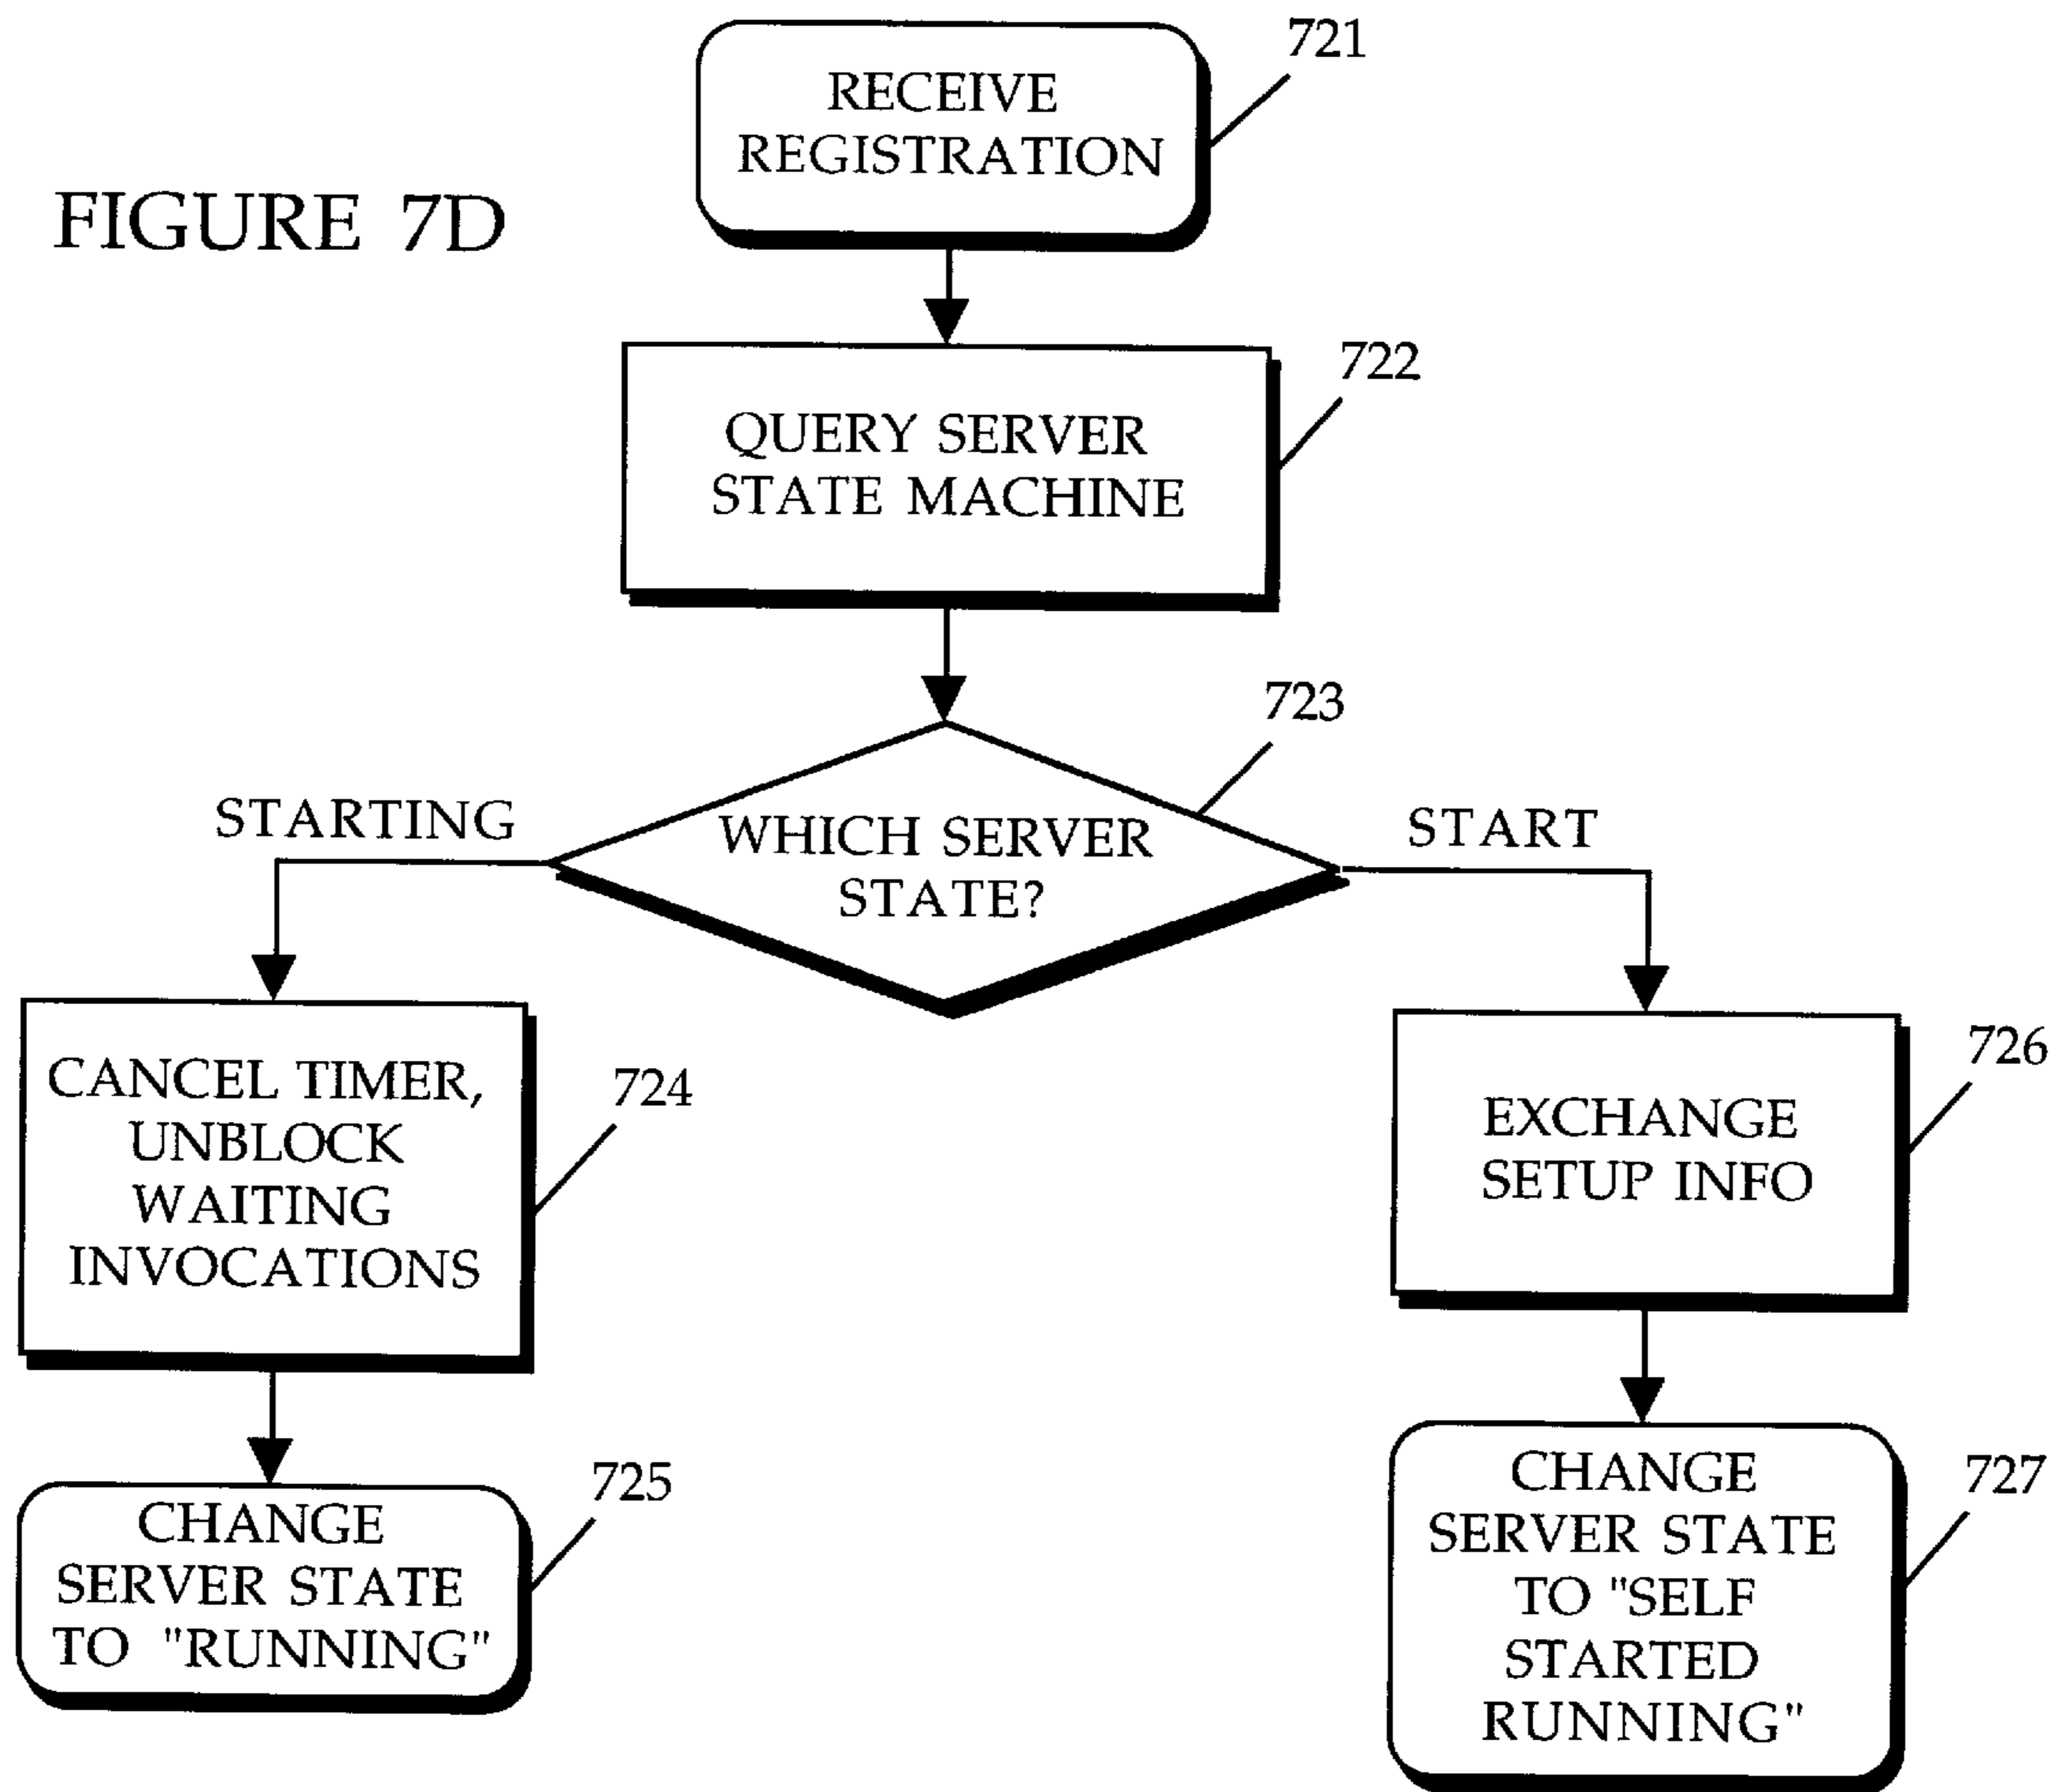 721
RECEIVE
REGISTRATION
FIGURE 7D
722
QUERY SERVER
STATE MACHINE
723
STARTING
WHICH SERVER
STATE?
START
CANCEL TIMER,
UNBLOCK
WAITING
INVOCATIONS
724
EXCHANGE
SETUP INFO
726
CHANGE
SERVER STATE
TO "RUNNING"
725
CHANGE
SERVER STATE
TO "SELF
STARTED
RUNNING"
727